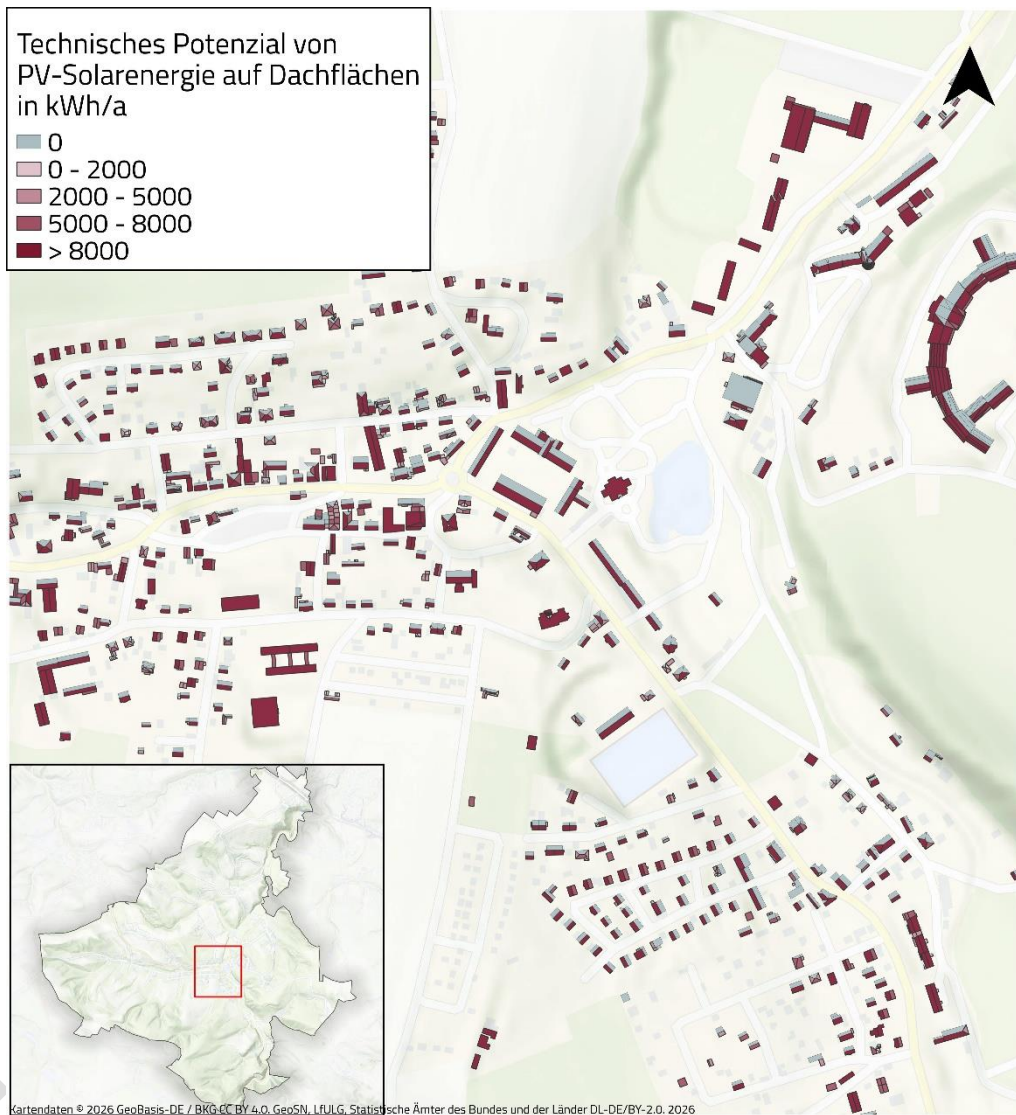 Technisches Potenzial von
PV-Solarenergie auf Dachflächen
in kWh/a
0
0 - 2000
2000 - 5000
5000 - 8000
> 8000
Kartendaten © 2026 GeoBasis-DE / BKG CC BY 4.0. GeoSN, LfULG, Statistische Ämter des Bundes und der Länder DL-DE/BY-2.0. 2026